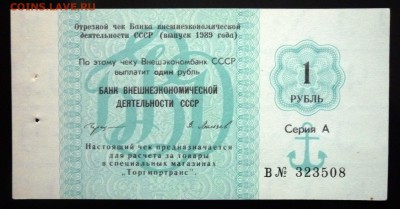 COINS.LAVE.RU
Отрезной чек Банка внешнеэкономической
деятельности СССР (выпуск 1989 года)
По этому чеку Внешэкономбанк СССР
выплатит один рубль
БАНК ВНЕШНЕЭКОНОМИЧЕСКОЙ
ДЕЯТЕЛЬНОСТИ СССР
Настоящий чек предназначается
для расчета за товары
в специальных магазинах
"Торгмортранс".
1
РУБЛЬ
Серия А
В № 323508